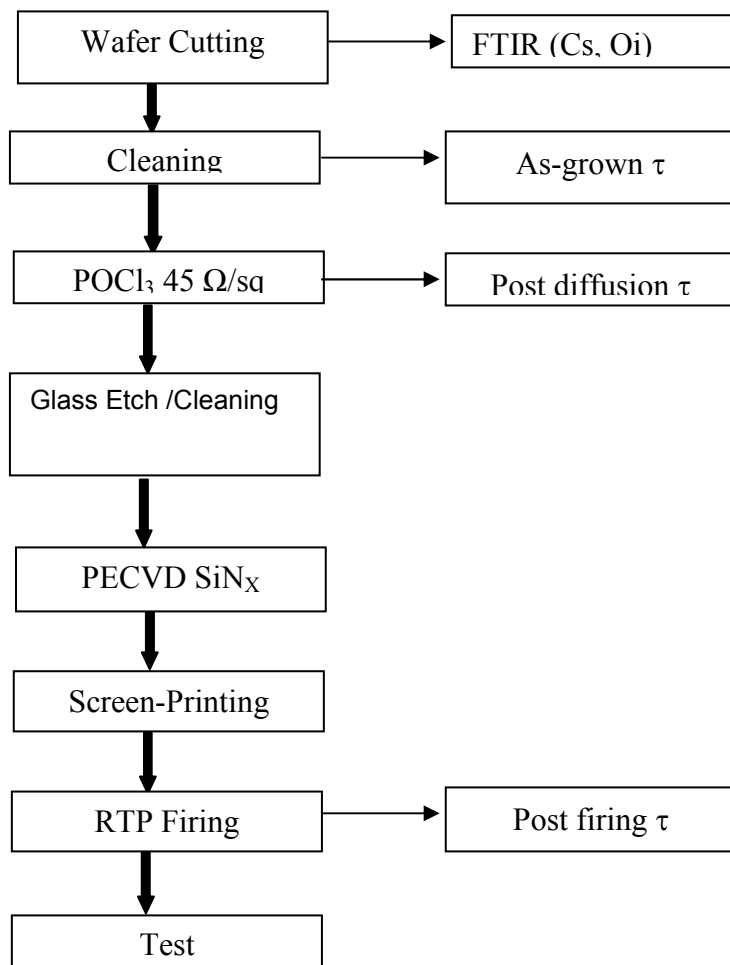 Wafer Cutting
FTIR (Cs, Oi)
Cleaning
As-grown τ
POCl₃ 45 Ω/sq
Post diffusion τ
Glass Etch /Cleaning
PECVD SiNₓ
Screen-Printing
RTP Firing
Post firing τ
Test